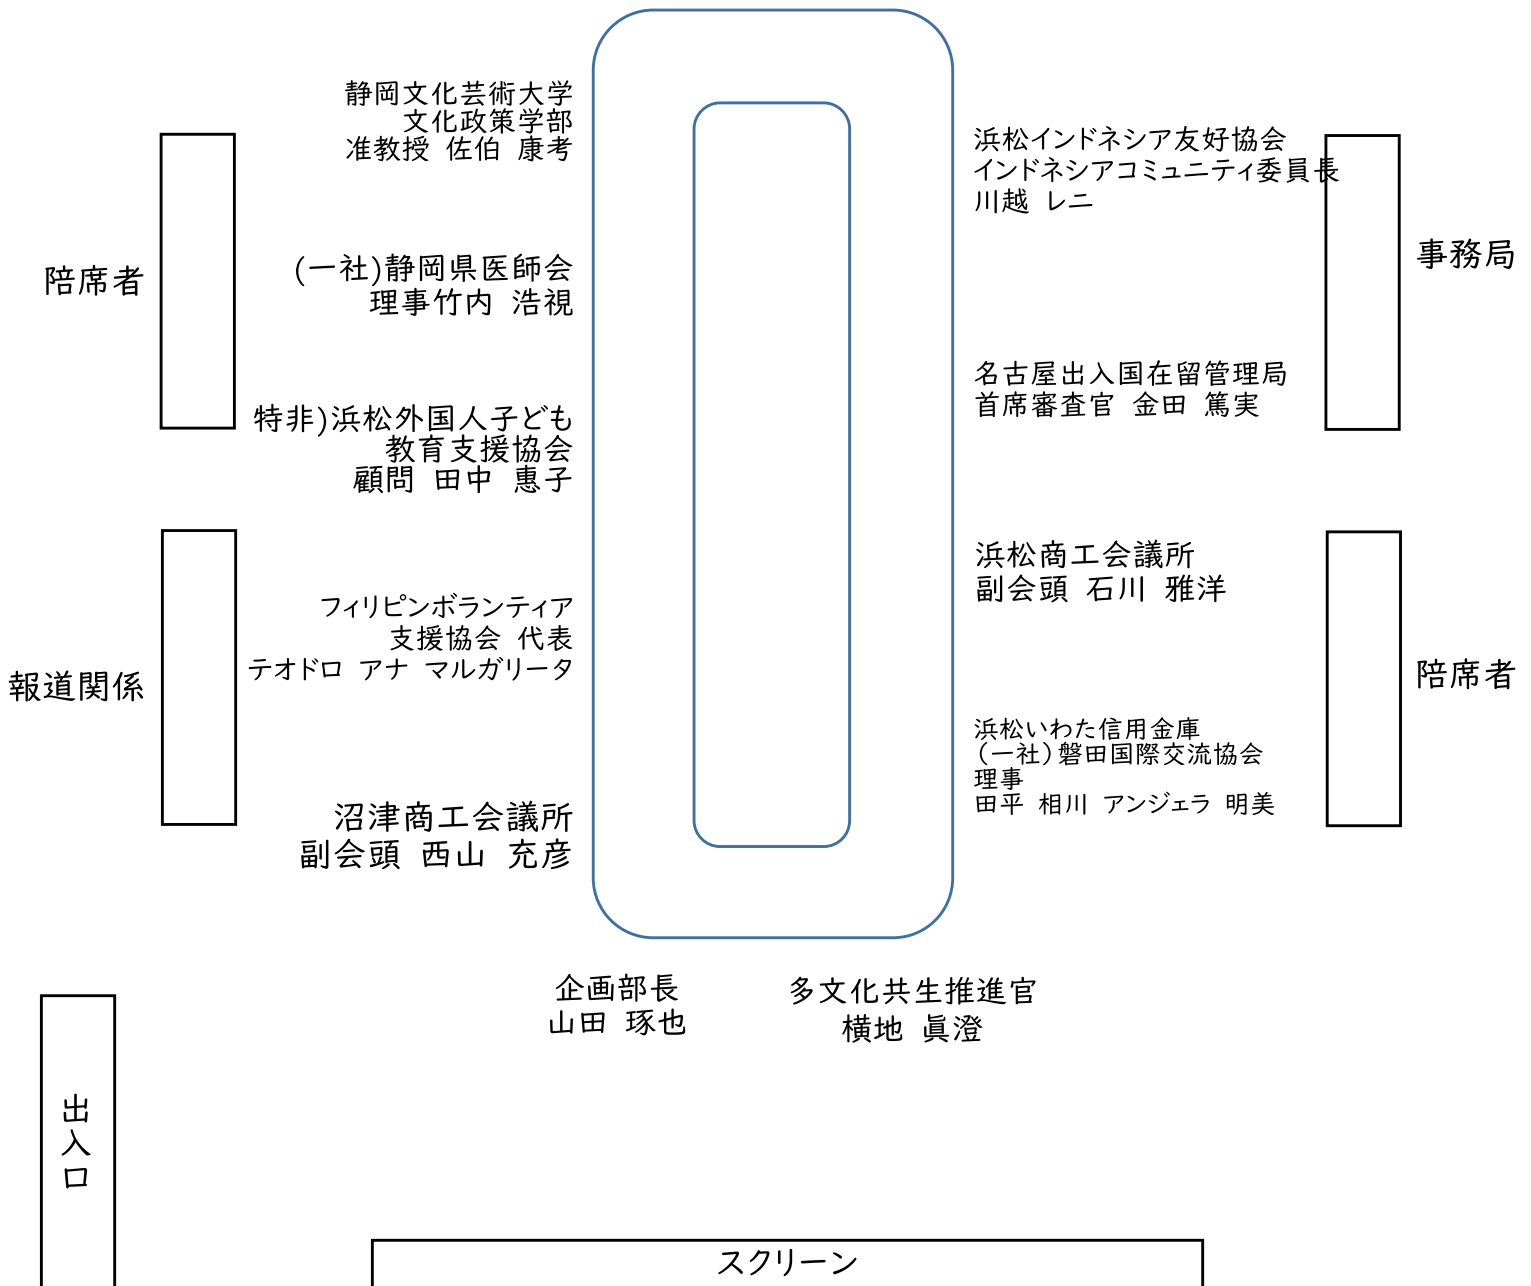 静岡文化芸術大学
文化政策学部
准教授 佐伯 康考
(一社)静岡県医師会
理事竹内 浩視
特非)浜松外国人子ども
教育支援協会
顧問 田中 惠子
フィリピンボランティア
支援協会 代表
テオドロ アナ マルガリータ
沼津商工会議所
副会頭 西山 充彦
陪席者
報道関係
浜松インドネシア友好協会
インドネシアコミュニティ委員長
川越 レニ
名古屋出入国在留管理局
首席審査官 金田 篤実
浜松商工会議所
副会頭 石川 雅洋
浜松いわた信用金庫
(一社)磐田国際交流協会
理事
田平 相川 アンジェラ 明美
事務局
陪席者
企画部長
山田 琢也
多文化共生推進官
横地 眞澄
出入口
スクリーン